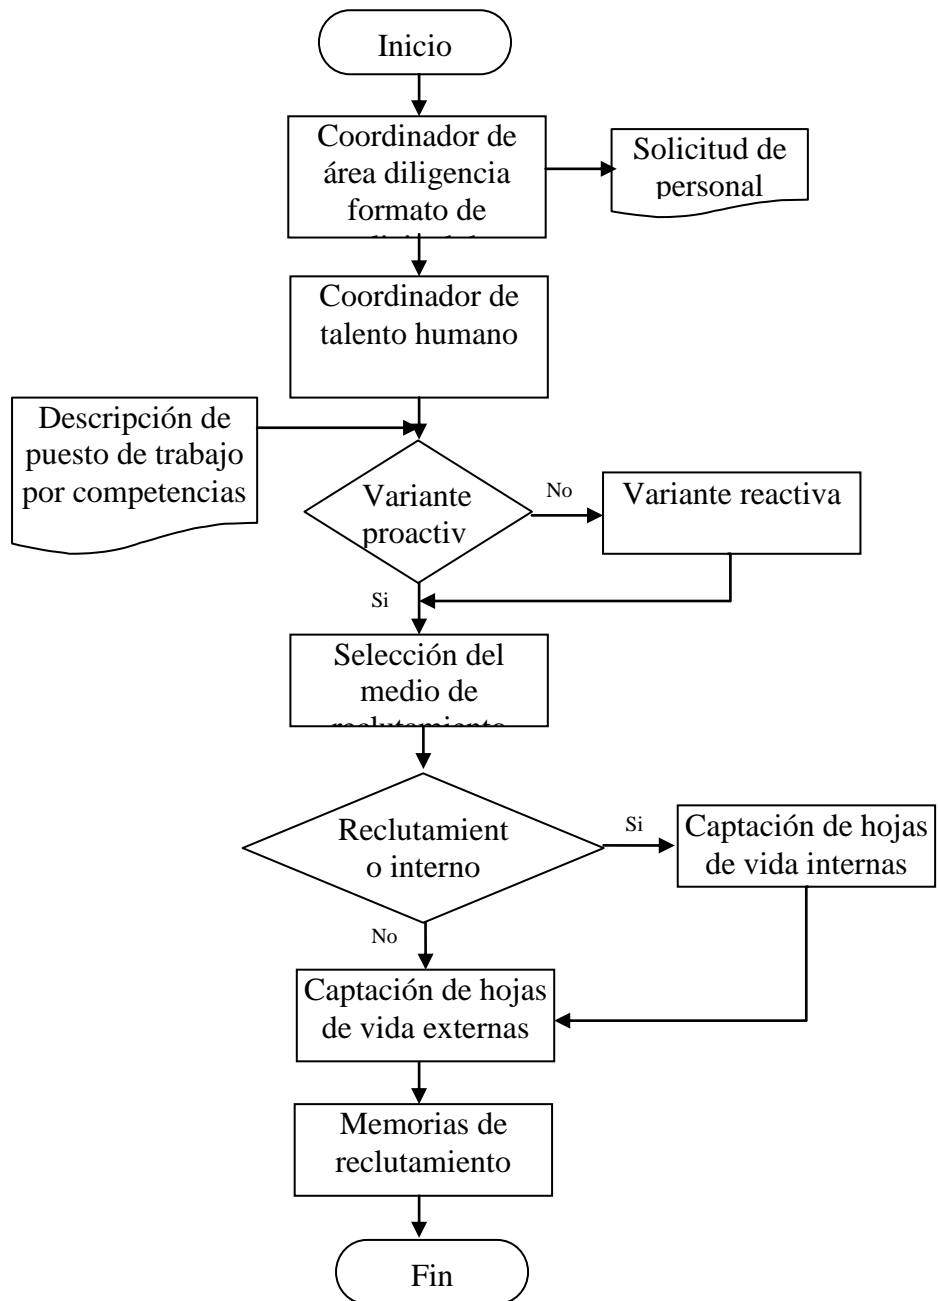 Inicio
Coordinador de
área diligencia
formato de
Solicitud de
personal
Coordinador de
talento humano
Descripción de
puesto de trabajo
por competencias
Variante
proactiv
No
Variante reactiva
Si
Selección del
medio de
reclutamiento
Reclutamient
o interno
Si
Captación de hojas
de vida internas
No
Captación de hojas
de vida externas
Memorias de
reclutamiento
Fin